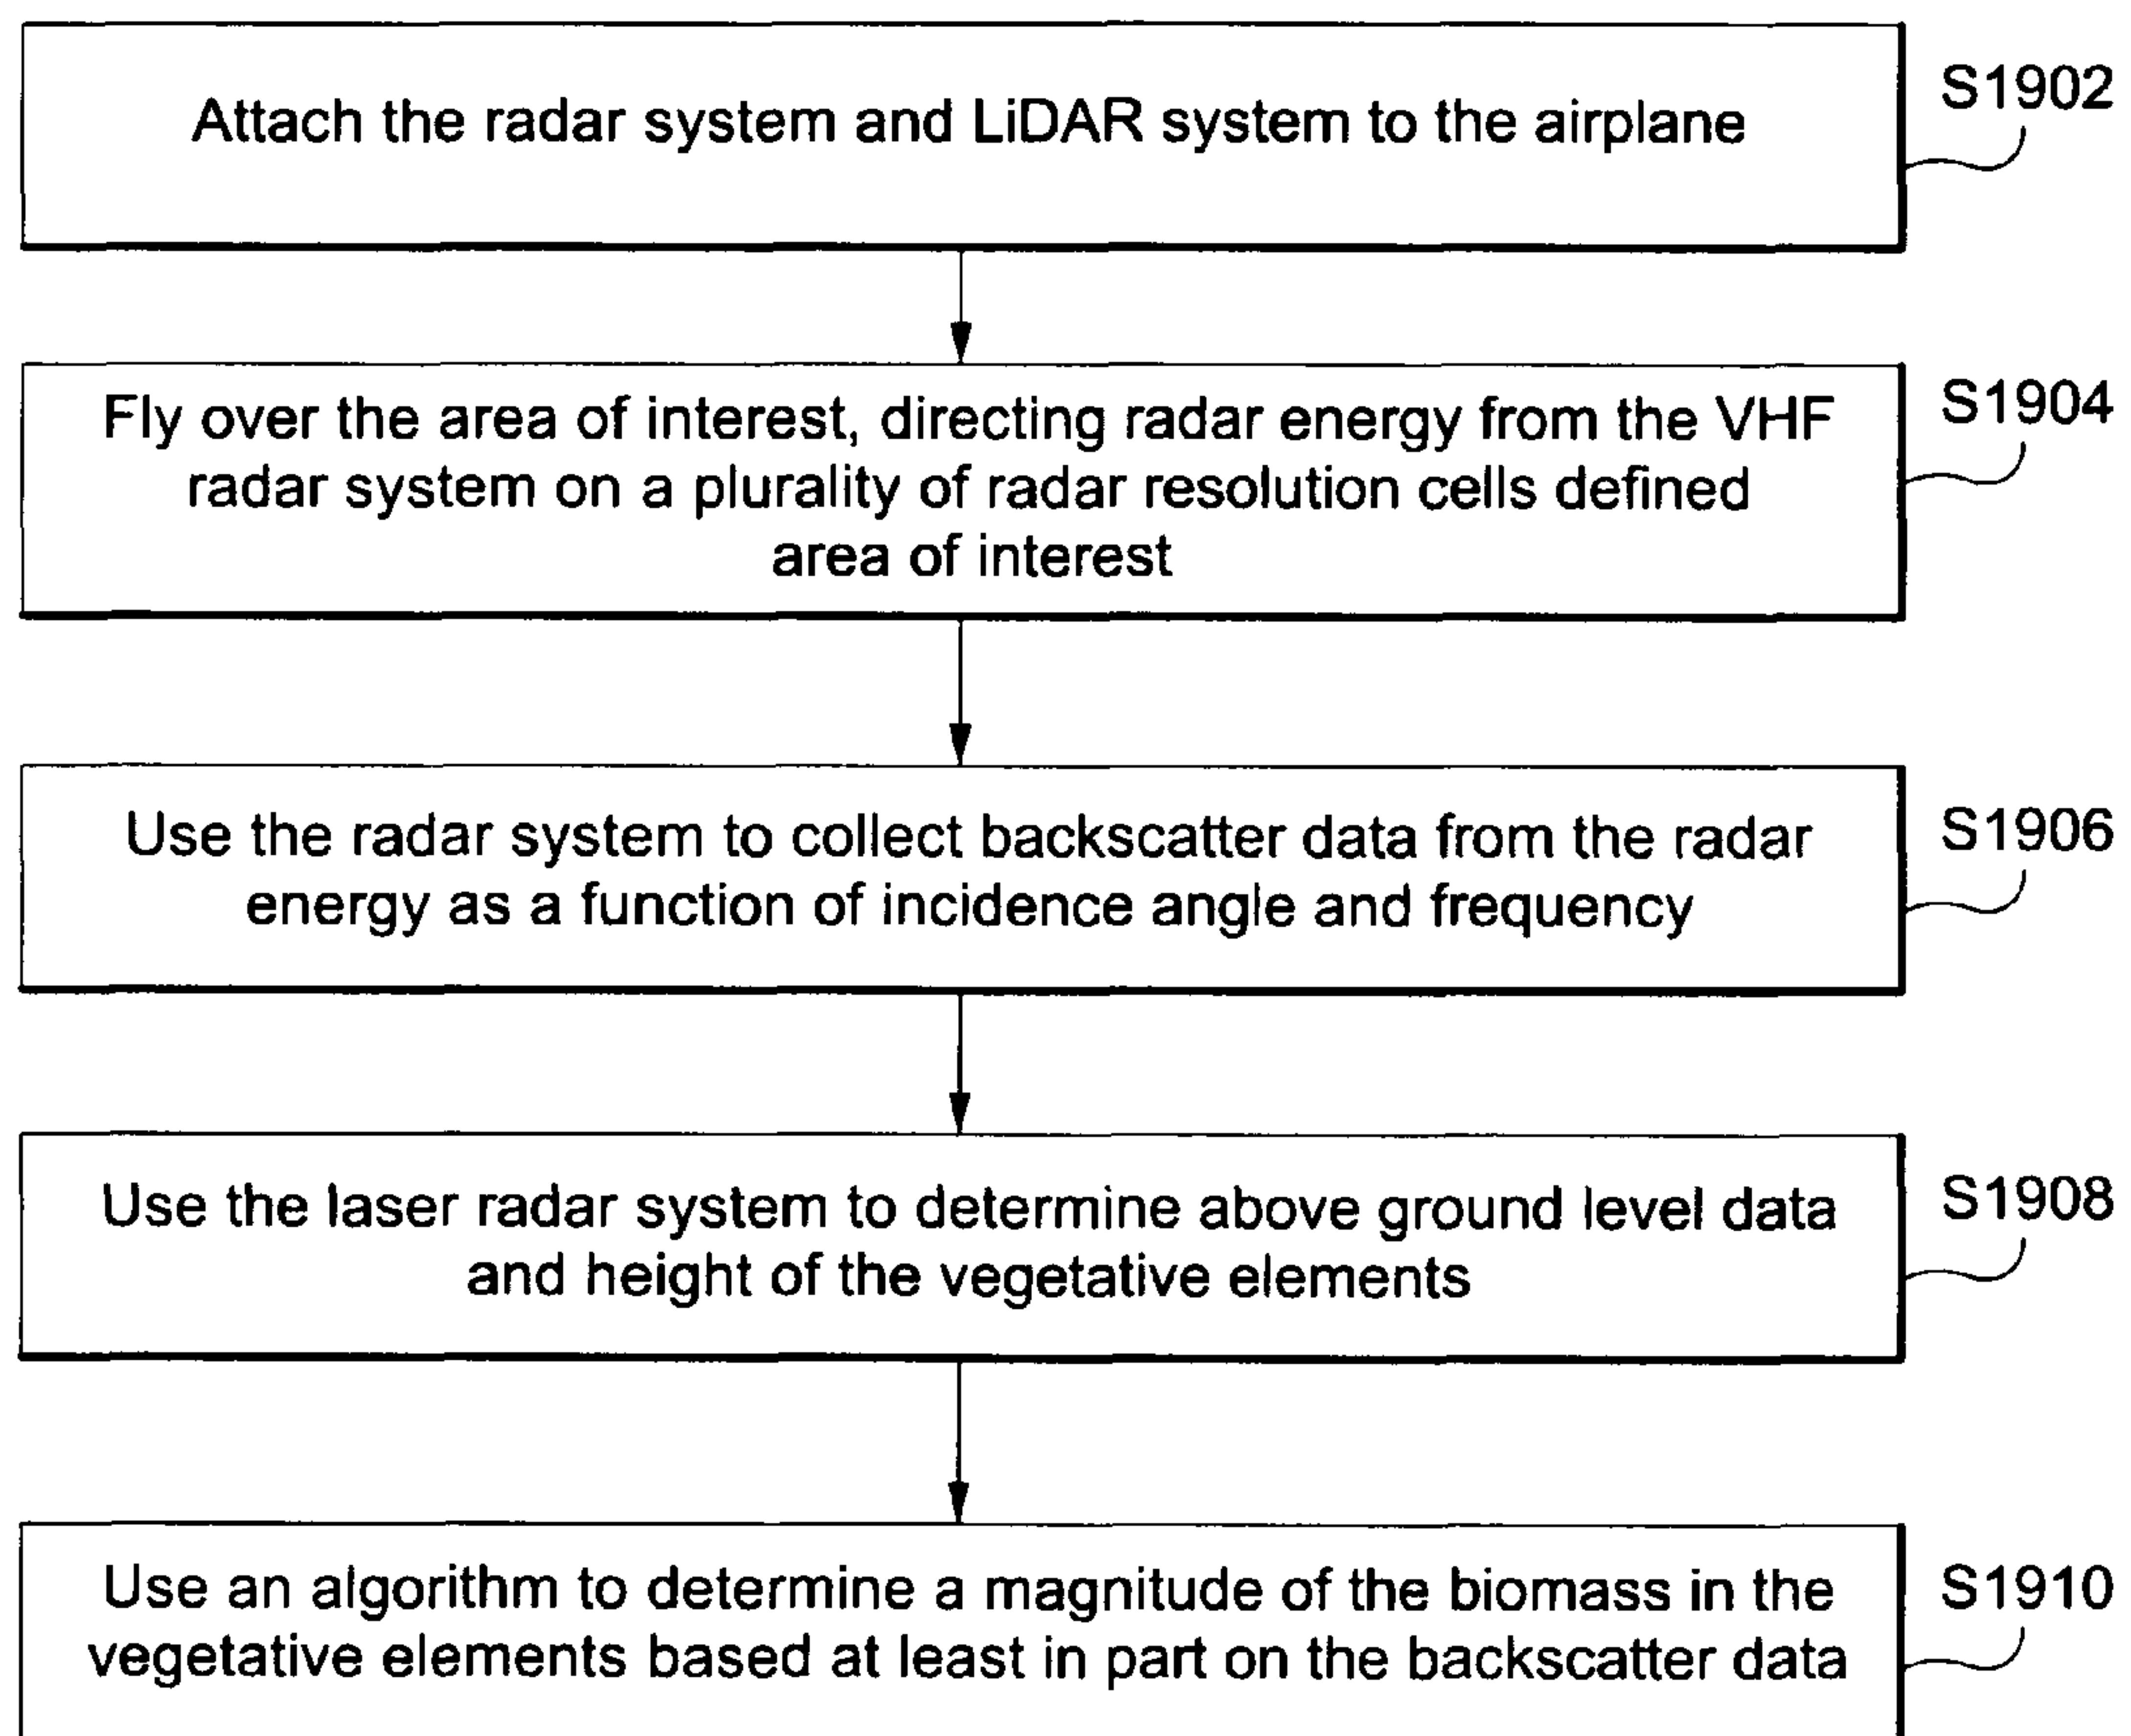 Attach the radar system and LiDAR system to the airplane
S1902
Fly over the area of interest, directing radar energy from the VHF
radar system on a plurality of radar resolution cells defined
area of interest
S1904
Use the radar system to collect backscatter data from the radar
energy as a function of incidence angle and frequency
S1906
Use the laser radar system to determine above ground level data
and height of the vegetative elements
S1908
Use an algorithm to determine a magnitude of the biomass in the
vegetative elements based at least in part on the backscatter data
S1910